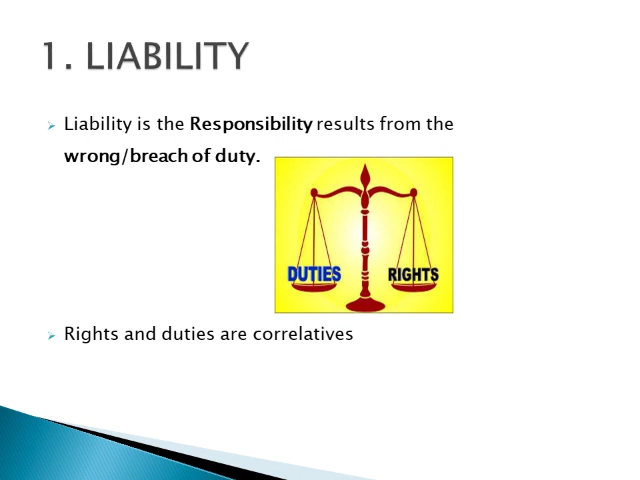 1. LIABILITY
Liability is the Responsibility results from the
wrong/breach of duty.
DUTIES RIGHTS
Rights and duties are correlatives